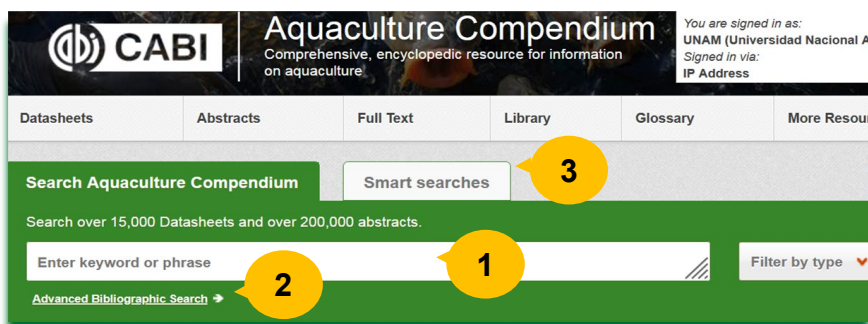 CABI
Aquaculture Compendium
Comprehensive, encyclopedic resource for information
on aquaculture
You are signed in as:
UNAM (Universidad Nacional A
Signed in via:
IP Address
Datasheets Abstracts Full Text Library Glossary More Resour
Search Aquaculture Compendium Smart searches 3
Search over 15,000 Datasheets and over 200,000 abstracts.
Enter keyword or phrase 1 Filter by type
Advanced Bibliographic Search 2